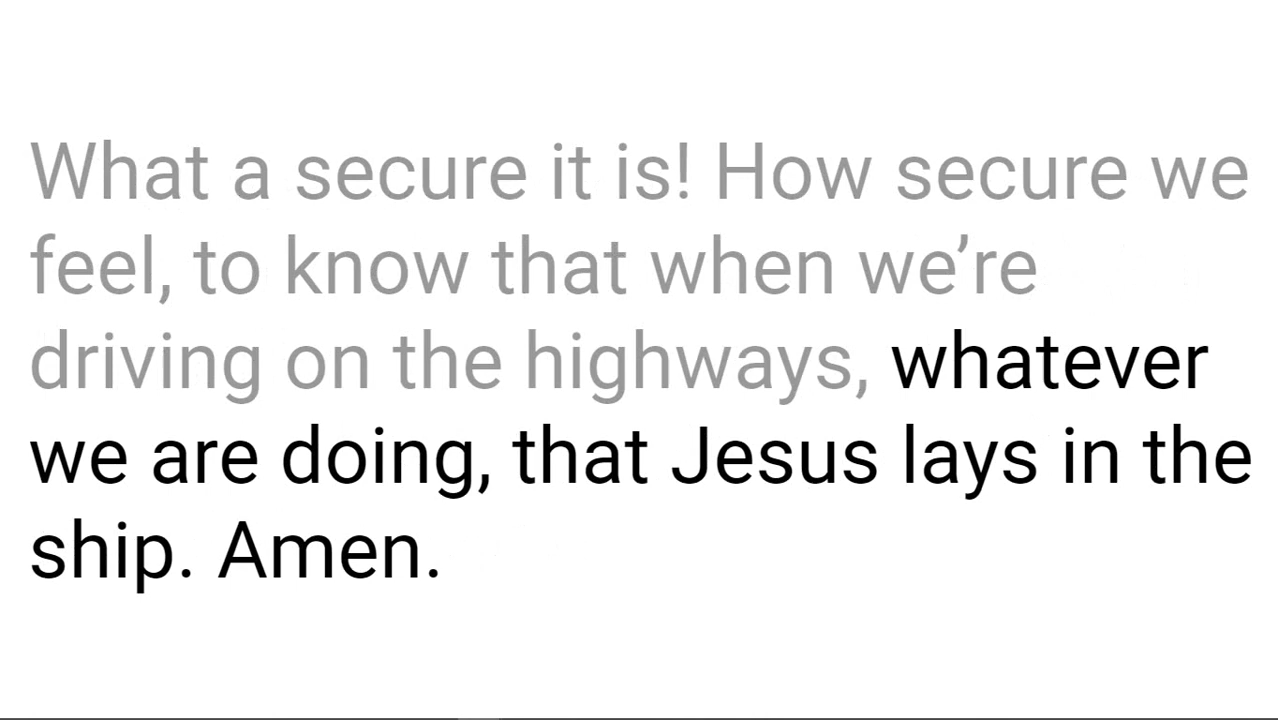 What a secure it is! How secure we
feel, to know that when we’re
driving on the highways, whatever
we are doing, that Jesus lays in the
ship. Amen.